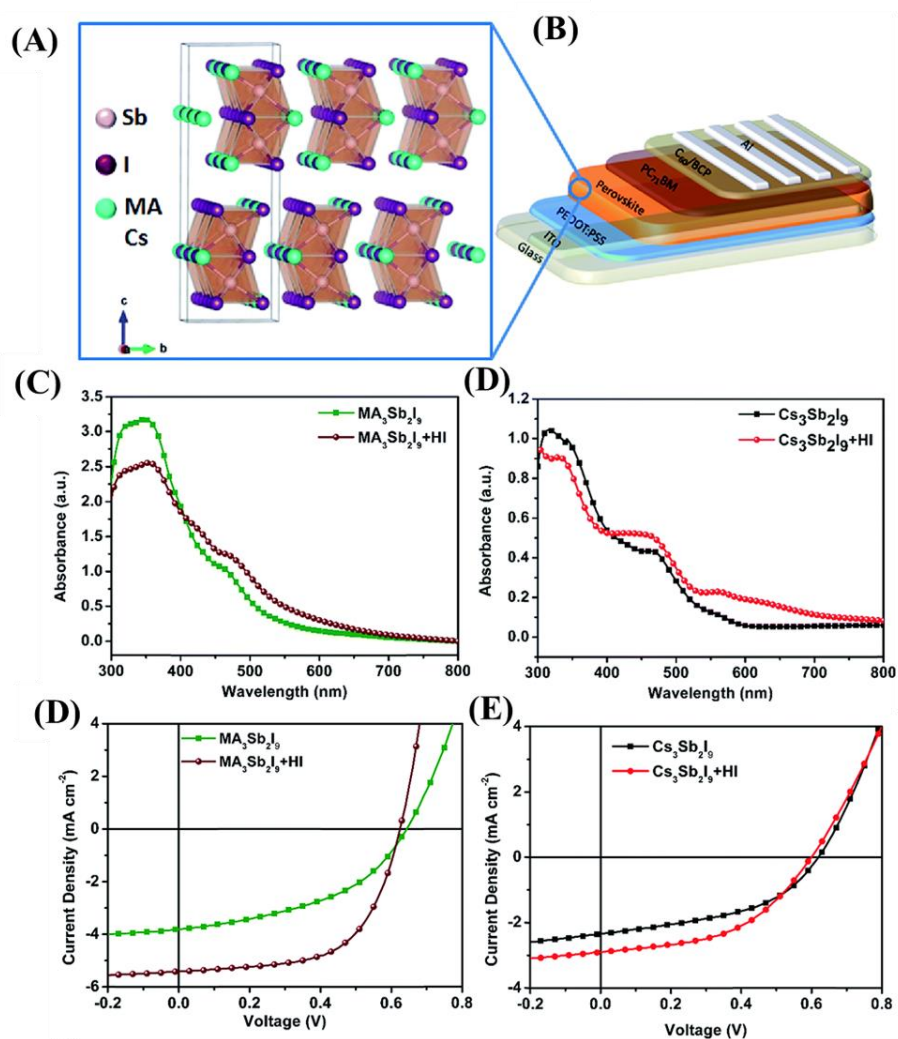 (A)
Sb
I
MA
Cs
c
b
(B)
Al
C₆₀/BCP
PC₇₁BM
Perovskite
PEDOT:PSS
ITO
Glass
(C)
MA₃Sb₂I₉
MA₃Sb₂I₉+HI
3.5
3.0
2.5
2.0
1.5
1.0
0.5
0.0
Absorbance (a.u.)
300 400 500 600 700 800
Wavelength (nm)
(D)
Cs₃Sb₂I₉
Cs₃Sb₂I₉+HI
1.2
1.0
0.8
0.6
0.4
0.2
0.0
Absorbance (a.u.)
300 400 500 600 700 800
Wavelength (nm)
(D)
MA₃Sb₂I₉
MA₃Sb₂I₉+HI
4
2
0
-2
-4
-6
Current Density (mA cm⁻²)
-0.2 0.0 0.2 0.4 0.6 0.8
Voltage (V)
(E)
Cs₃Sb₂I₉
Cs₃Sb₂I₉+HI
4
2
0
-2
-4
Current Density (mA cm⁻²)
-0.2 0.0 0.2 0.4 0.6 0.8
Voltage (V)